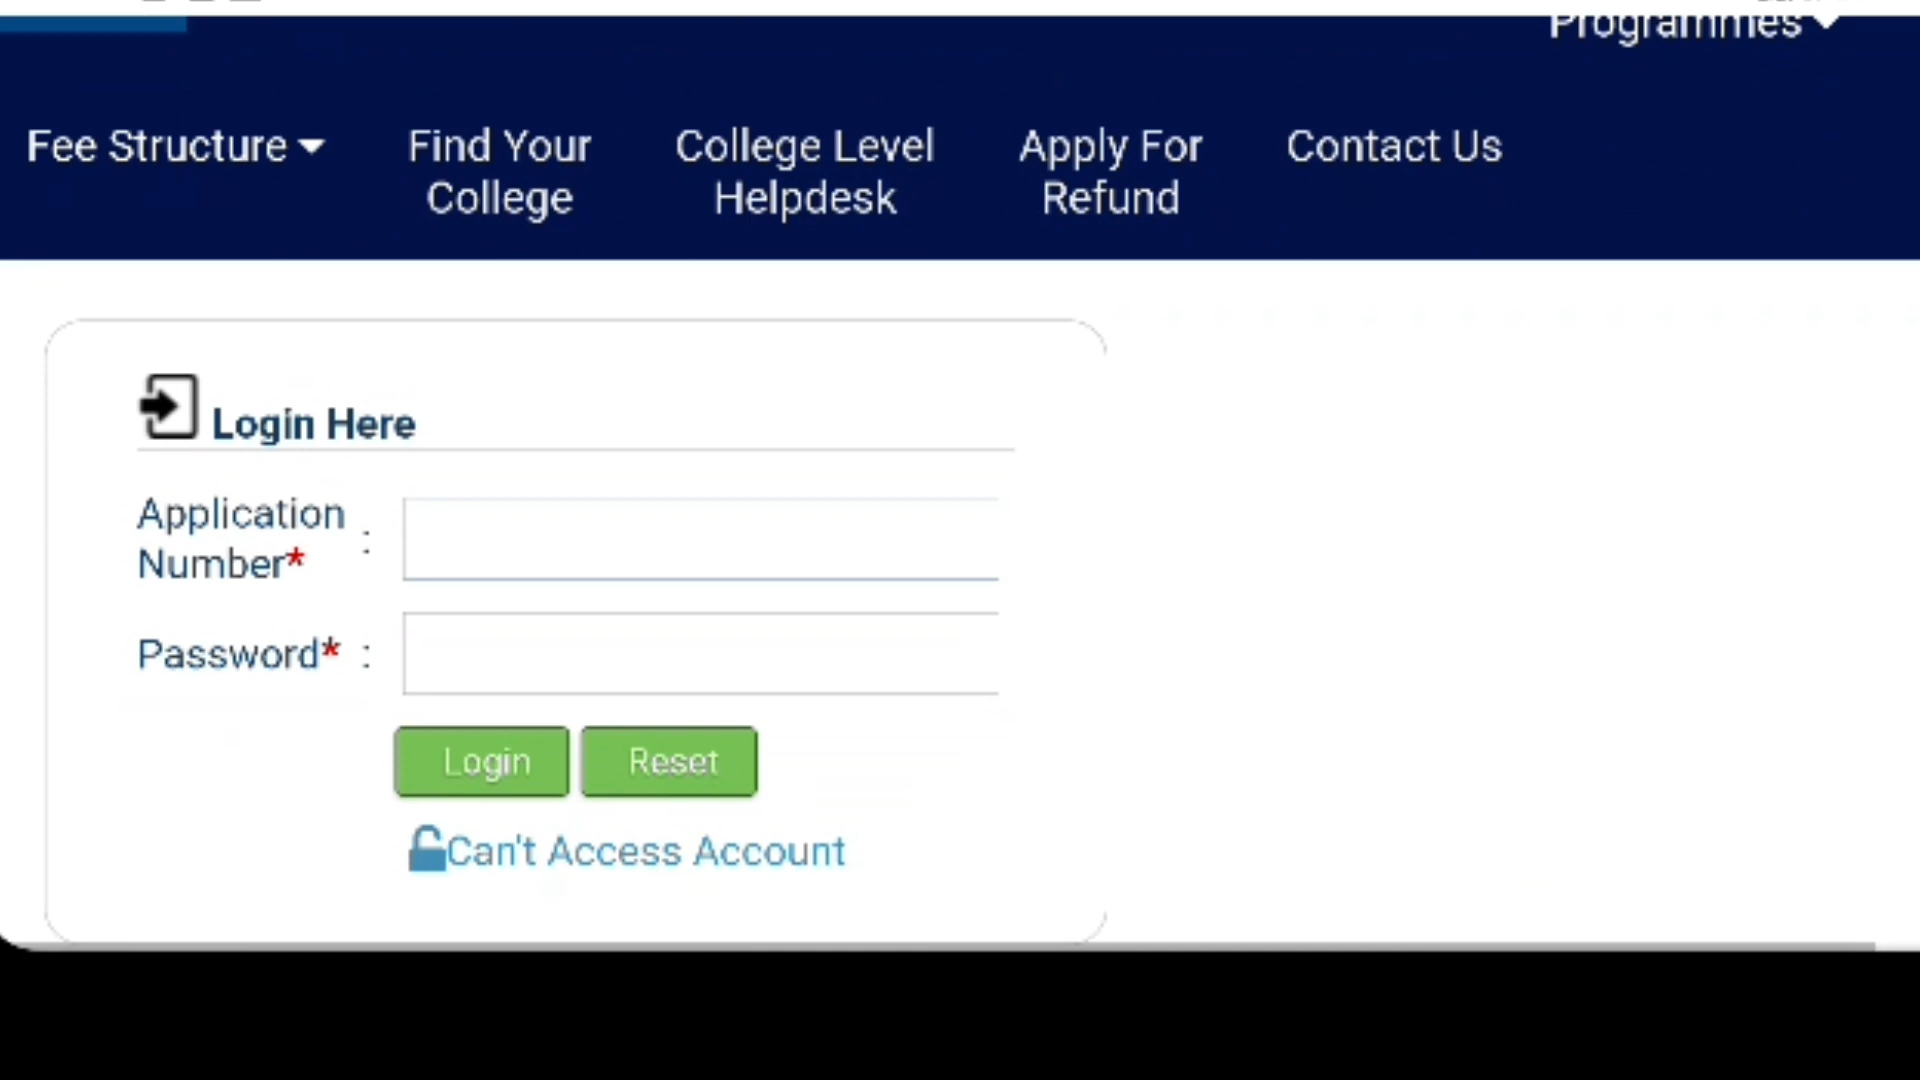 Programmes
Fee Structure
Find Your
College
College Level
Helpdesk
Apply For
Refund
Contact Us
Login Here
Application
Number* :
Password* :
Login
Reset
Can't Access Account